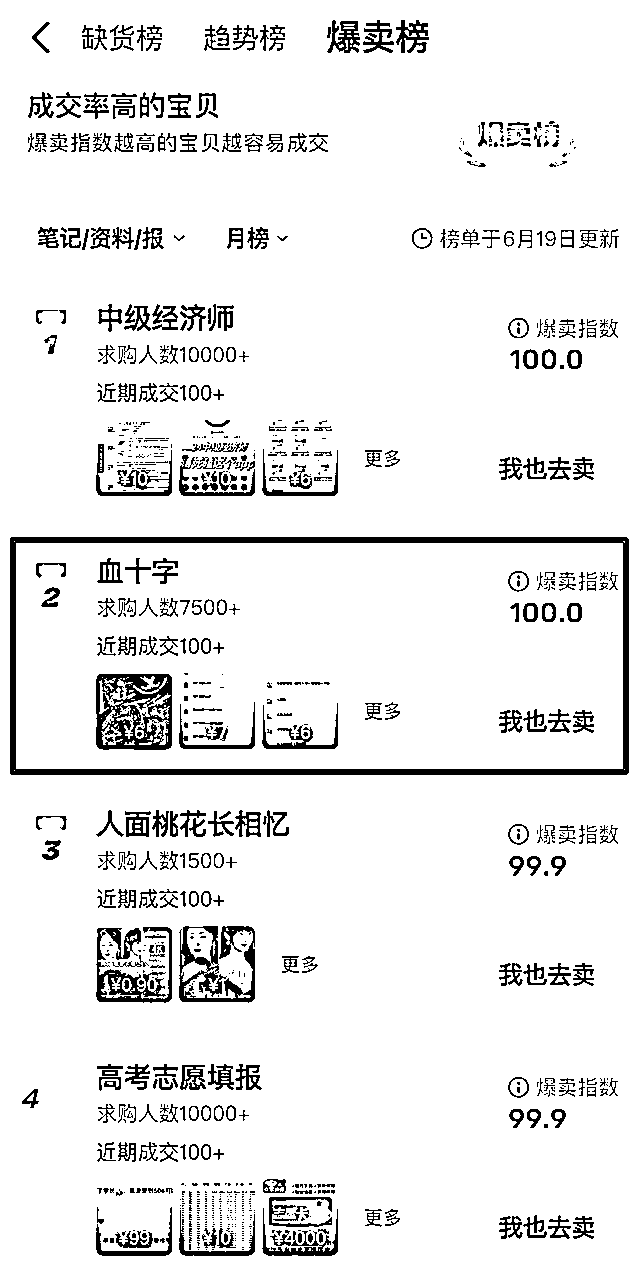 缺货榜 趋势榜 爆卖榜
成交率高的宝贝
爆卖指数越高的宝贝越容易成交
爆卖榜
笔记/资料/报 月榜 榜单于6月19日更新
1 中级经济师 爆卖指数
求购人数10000+ 100.0
近期成交100+
¥10 ¥10 ¥6 更多 我也去卖
2 血十字 爆卖指数
求购人数7500+ 100.0
近期成交100+
¥6 ¥7 ¥6 更多 我也去卖
3 人面桃花长相忆 爆卖指数
求购人数1500+ 99.9
近期成交100+
¥0.90 ¥1 更多 我也去卖
4 高考志愿填报 爆卖指数
求购人数10000+ 99.9
近期成交100+
¥99 ¥10 ¥4000 更多 我也去卖